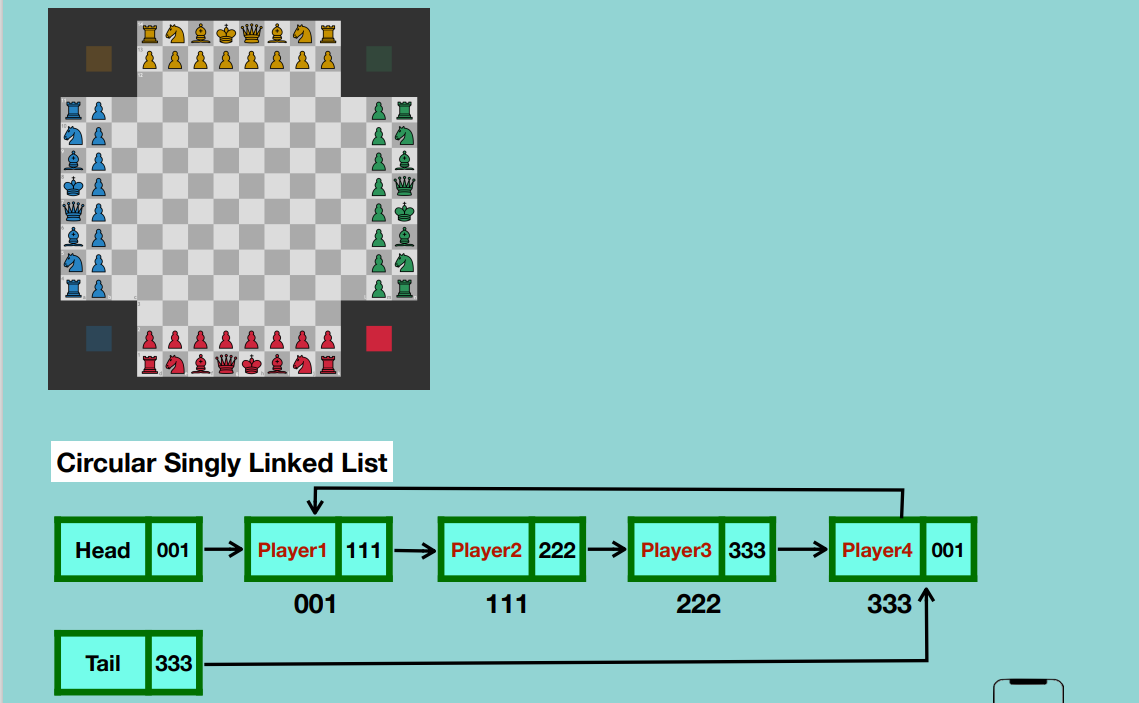 Circular Singly Linked List
Head 001 Player1 111 Player2 222 Player3 333 Player4 001
001 111 222 333
Tail 333